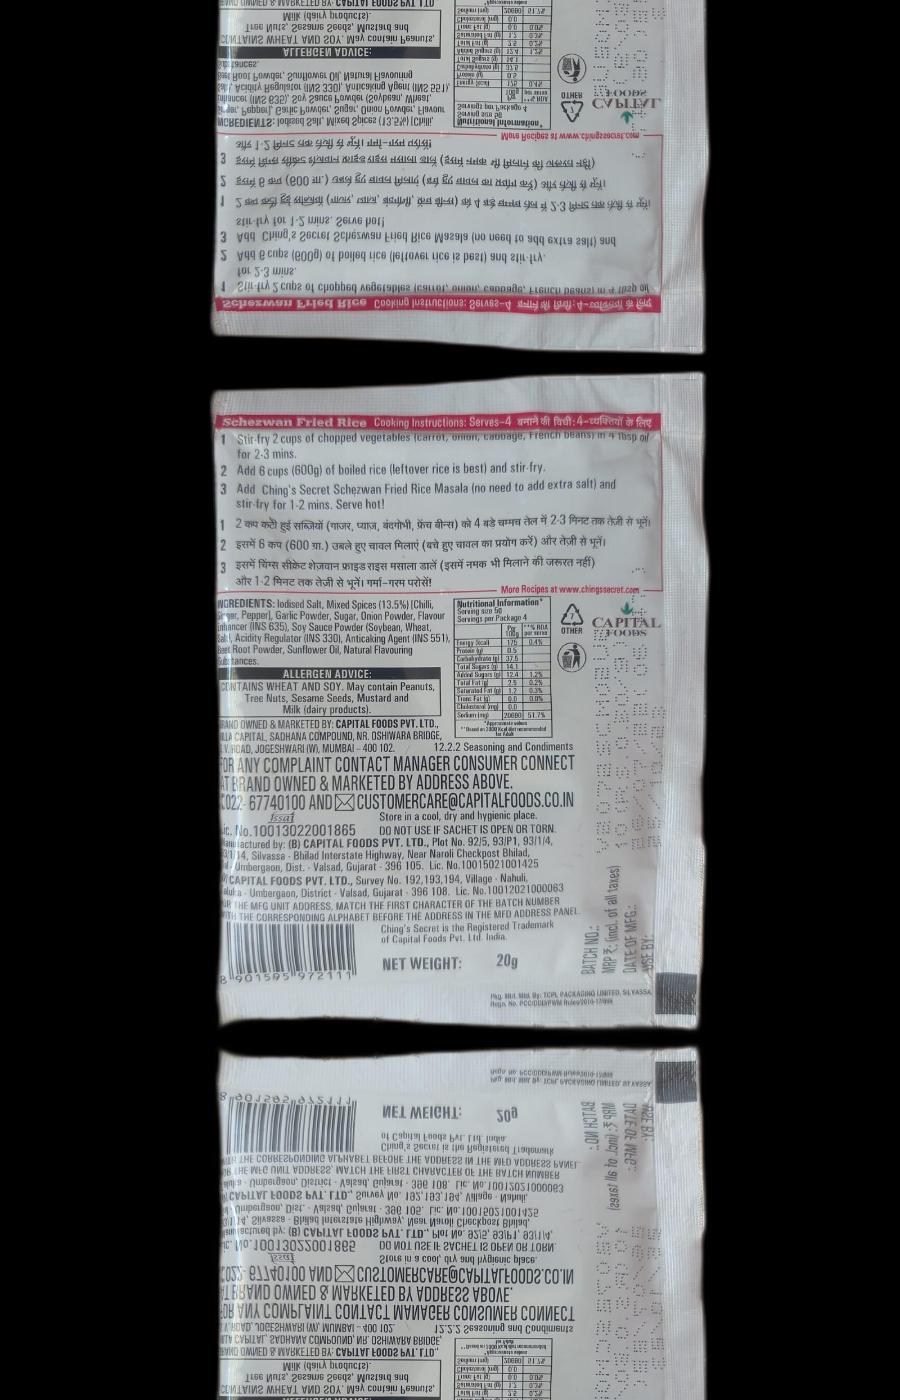 Schezwan Fried Rice Cooking Instructions: Serves-4 बनाने की विधी: 4-व्यक्तियों के लिए
1 Stir-fry 2 cups of chopped vegetables (carrot, onion, cabbage, French beans) in 4 tbsp oil
for 2-3 mins.
2 Add 6 cups (600g) of boiled rice (leftover rice is best) and stir-fry.
3 Add Ching's Secret Schezwan Fried Rice Masala (no need to add extra salt) and
stir-fry for 1-2 mins. Serve hot!
1 2 कप कटी हुई सब्ज़ियों (गाजर, प्याज, बंदगोभी, फ्रेंच बीन्स) को 4 बड़े चम्मच तेल में 2-3 मिनट तक तेज़ी से भूनें।
2 इसमें 6 कप (600 ग्रा.) उबले हुए चावल मिलाएं (बचे हुए चावल का प्रयोग करें) और तेज़ी से भूनें।
3 इसमें चिंग्स सीक्रेट शेज़वान फ्राइड राइस मसाला डालें (इसमें नमक भी मिलाने की जरूरत नहीं)
और 1-2 मिनट तक तेज़ी से भूनें। गर्मा-गरम परोसें!
More Recipes at www.chingssecret.com
NGREDIENTS: Iodised Salt, Mixed Spices (13.5%) [Chilli,
Pepper], Garlic Powder, Sugar, Onion Powder, Flavour
Enhancer (INS 635), Soy Sauce Powder (Soybean, Wheat,
Salt), Acidity Regulator (INS 330), Anticaking Agent (INS 551),
Beet Root Powder, Sunflower Oil, Natural Flavouring
Substances.
ALLERGEN ADVICE:
CONTAINS WHEAT AND SOY. May contain Peanuts,
Tree Nuts, Sesame Seeds, Mustard and
Milk (dairy products).
Nutritional Information*
Serving size 5g
Servings per Package 4
Per 100g **% RDA per serve
Energy (kcal) 175 0.4%
Protein (g) 0.5
Carbohydrate (g) 37.5
Total Sugars (g) 14.1
Added Sugars (g) 12.4 1.2%
Total Fat (g) 2.5 0.2%
Saturated Fat (g) 1.2 0.3%
Trans Fat (g) 0.0 0.0%
Cholesterol (mg) 0.0
Sodium (mg) 20680 51.7%
*Approximate values
**Based on 2000 Kcal diet recommended
for Adult
7
OTHER
CAPITAL
FOODS
BRAND OWNED & MARKETED BY: CAPITAL FOODS PVT. LTD.,
CAPITAL, SADHANA COMPOUND, NR. OSHIWARA BRIDGE,
S.V. ROAD, JOGESHWARI (W), MUMBAI – 400 102.
12.2.2 Seasoning and Condiments
FOR ANY COMPLAINT CONTACT MANAGER CONSUMER CONNECT
AT BRAND OWNED & MARKETED BY ADDRESS ABOVE.
022- 67740100 AND CUSTOMERCARE@CAPITALFOODS.CO.IN
fssai
Lic. No.10013022001865
Store in a cool, dry and hygienic place.
DO NOT USE IF SACHET IS OPEN OR TORN.
Manufactured by: (B) CAPITAL FOODS PVT. LTD., Plot No. 92/5, 93/P1, 93/1/4,
93/1/14, Silvassa - Bhilad Interstate Highway, Near Naroli Checkpost Bhilad,
Umbergaon, Dist. - Valsad, Gujarat - 396 105. Lic. No.10015021001425
CAPITAL FOODS PVT. LTD., Survey No. 192,193,194, Village - Nahuli,
Taluka - Umbergaon, District - Valsad, Gujarat - 396 108. Lic. No.10012021000063
FOR THE MFG UNIT ADDRESS, MATCH THE FIRST CHARACTER OF THE BATCH NUMBER
WITH THE CORRESPONDING ALPHABET BEFORE THE ADDRESS IN THE MFD ADDRESS PANEL.
Ching's Secret is the Registered Trademark
of Capital Foods Pvt. Ltd. India.
8 901595 972111
NET WEIGHT: 20g
BATCH NO.:
MRP ₹: (incl. of all taxes)
DATE OF MFG.:
USE BY:
Pkg. Mtrl. Mfd. By: TCPL PACKAGING LIMITED, SILVASSA.